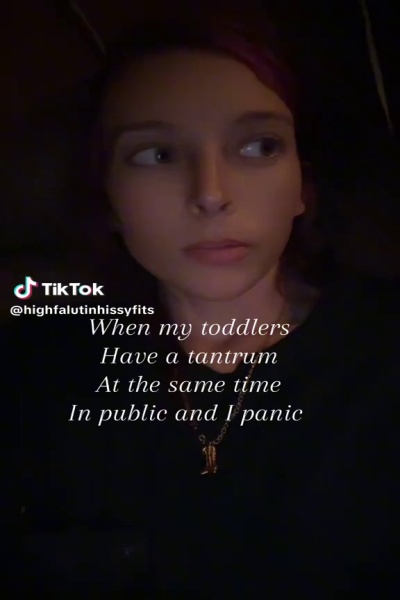 TikTok
@highfalutinhissyfits
When my toddlers
Have a tantrum
At the same time
In public and I panic